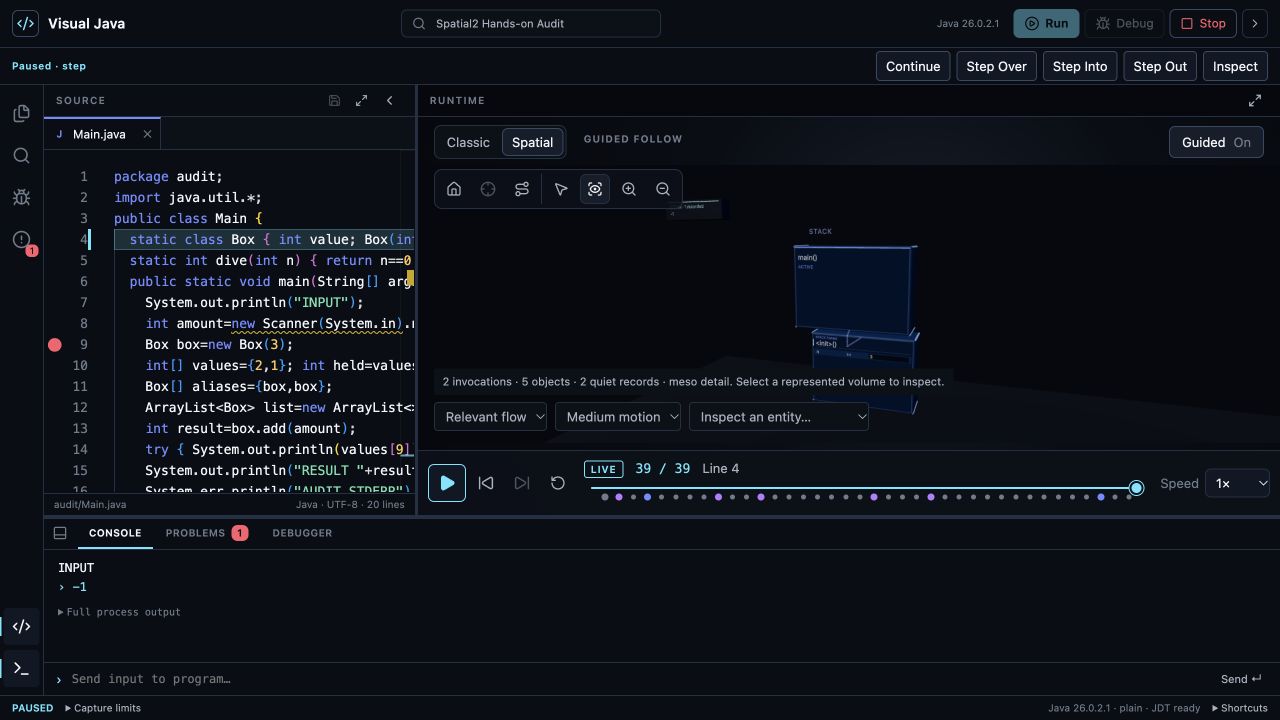 Visual Java
Spatial2 Hands-on Audit
Java 26.0.2.1
Run
Debug
Stop
Paused · step
Continue
Step Over
Step Into
Step Out
Inspect
SOURCE
J Main.java
1 package audit;
2 import java.util.*;
3 public class Main {
4 static class Box { int value; Box(int
5 static int dive(int n) { return n==0
6 public static void main(String[] arg
7 System.out.println("INPUT");
8 int amount=new Scanner(System.in).n
9 Box box=new Box(3);
10 int[] values={2,1}; int held=values
11 Box[] aliases={box,box};
12 ArrayList<Box> list=new ArrayList<>
13 int result=box.add(amount);
14 try { System.out.println(values[9]
15 System.out.println("RESULT "+result
16 System.err.println("AUDIT STDERR")
audit/Main.java
Java · UTF-8 · 20 lines
RUNTIME
Classic
Spatial
GUIDED FOLLOW
Guided On
STACK
main()
ACTIVE
<init>()
2 invocations · 5 objects · 2 quiet records · meso detail. Select a represented volume to inspect.
Relevant flow
Medium motion
Inspect an entity...
LIVE
39 / 39
Line 4
Speed
1×
CONSOLE
PROBLEMS 1
DEBUGGER
INPUT
› -1
Full process output
› Send input to program…
Send
PAUSED
Capture limits
Java 26.0.2.1 · plain · JDT ready
Shortcuts